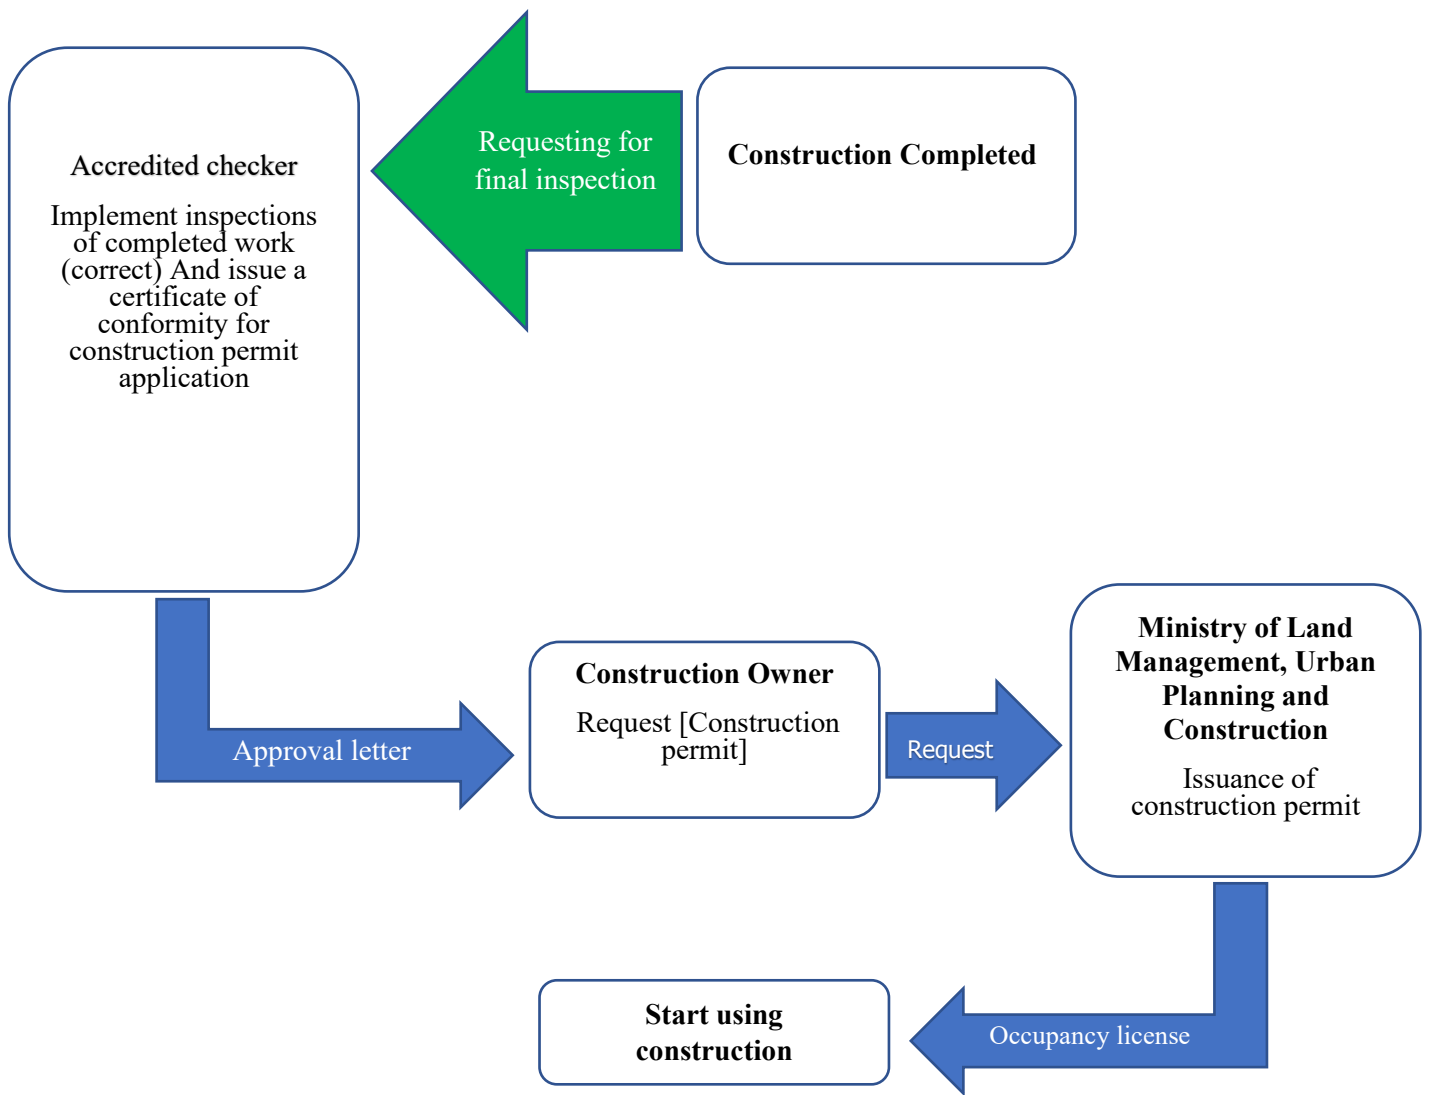 Construction Completed
Requesting for
final inspection
Accredited checker
Implement inspections
of completed work
(correct) And issue a
certificate of
conformity for
construction permit
application
Approval letter
Construction Owner
Request [Construction
permit]
Request
Ministry of Land
Management, Urban
Planning and
Construction
Issuance of
construction permit
Occupancy license
Start using
construction